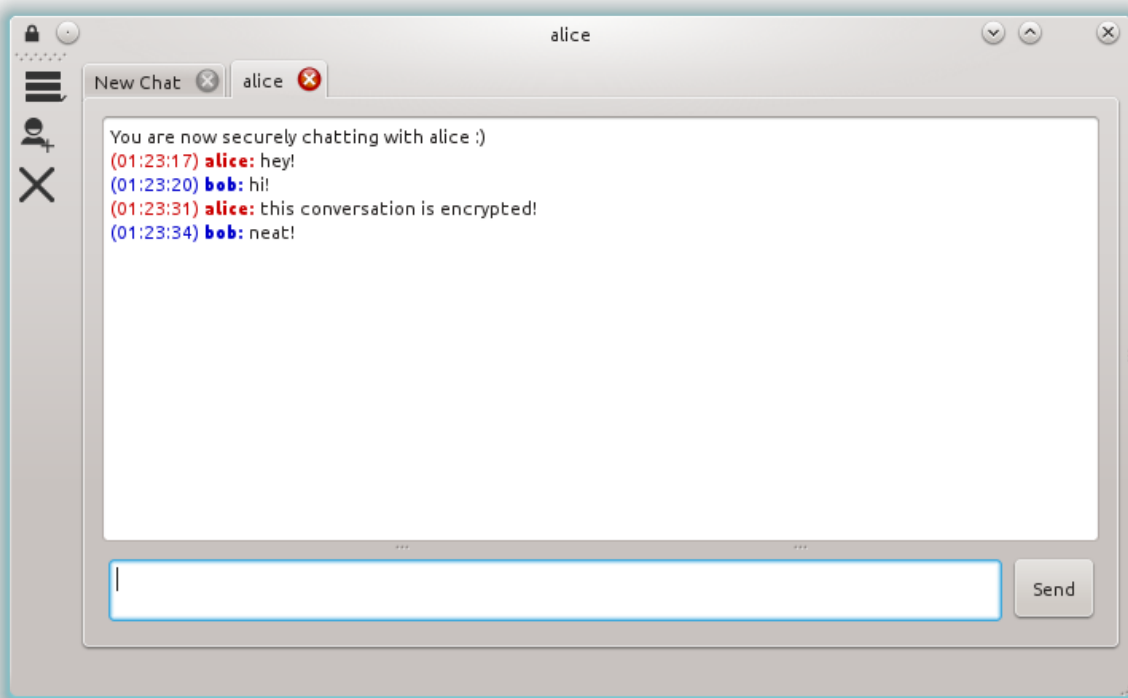 alice
New Chat
alice
You are now securely chatting with alice :)
(01:23:17) alice: hey!
(01:23:20) bob: hi!
(01:23:31) alice: this conversation is encrypted!
(01:23:34) bob: neat!
Send